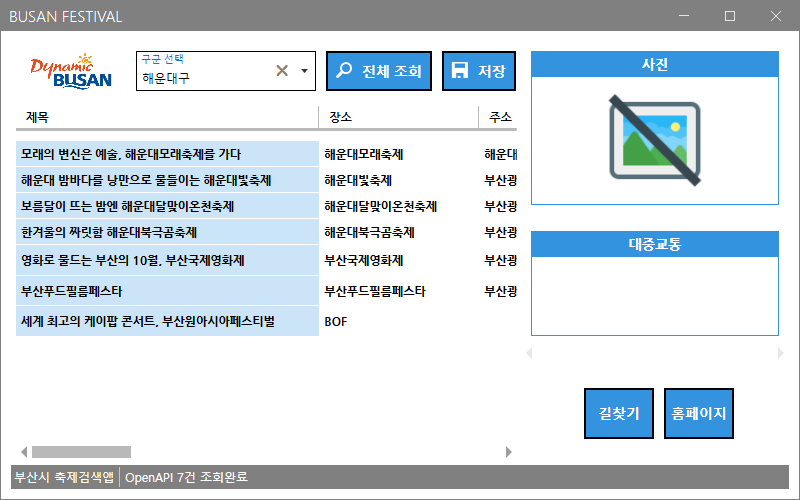 BUSAN FESTIVAL
Dynamic
BUSAN
구군 선택
해운대구
전체 조회
저장
사진
제목 장소 주소
모래의 변신은 예술, 해운대모래축제를 가다 해운대모래축제 해운대
해운대 밤바다를 낭만으로 물들이는 해운대빛축제 해운대빛축제 부산광
보름달이 뜨는 밤엔 해운대달맞이온천축제 해운대달맞이온천축제 부산광
한겨울의 짜릿함 해운대북극곰축제 해운대북극곰축제 부산광
영화로 물드는 부산의 10월, 부산국제영화제 부산국제영화제 부산광
부산푸드필름페스타 부산푸드필름페스타 부산광
세계 최고의 케이팝 콘서트, 부산원아시아페스티벌 BOF
대중교통
길찾기
홈페이지
부산시 축제검색앱 OpenAPI 7건 조회완료